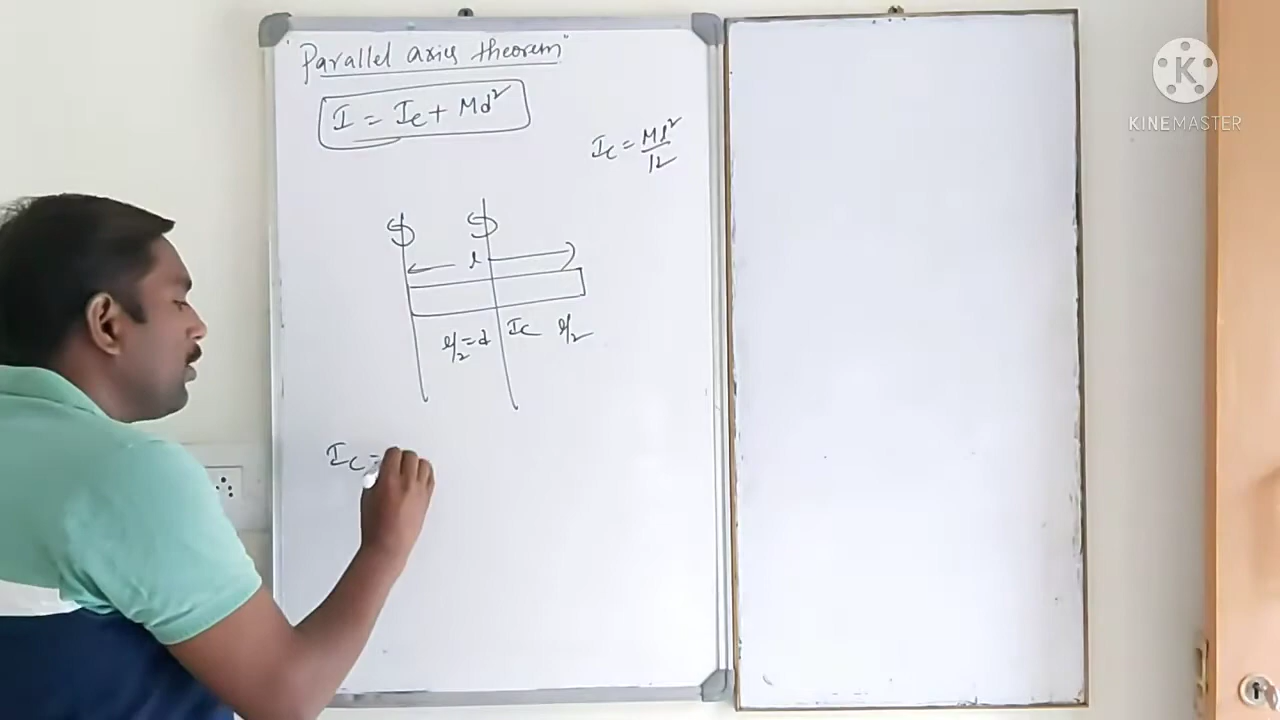 "Parallel axis theorem"
I = Ic + Md²
Ic = Ml²/12
l
l/2 = d
Ic
l/2
Ic =
K
KINEMASTER